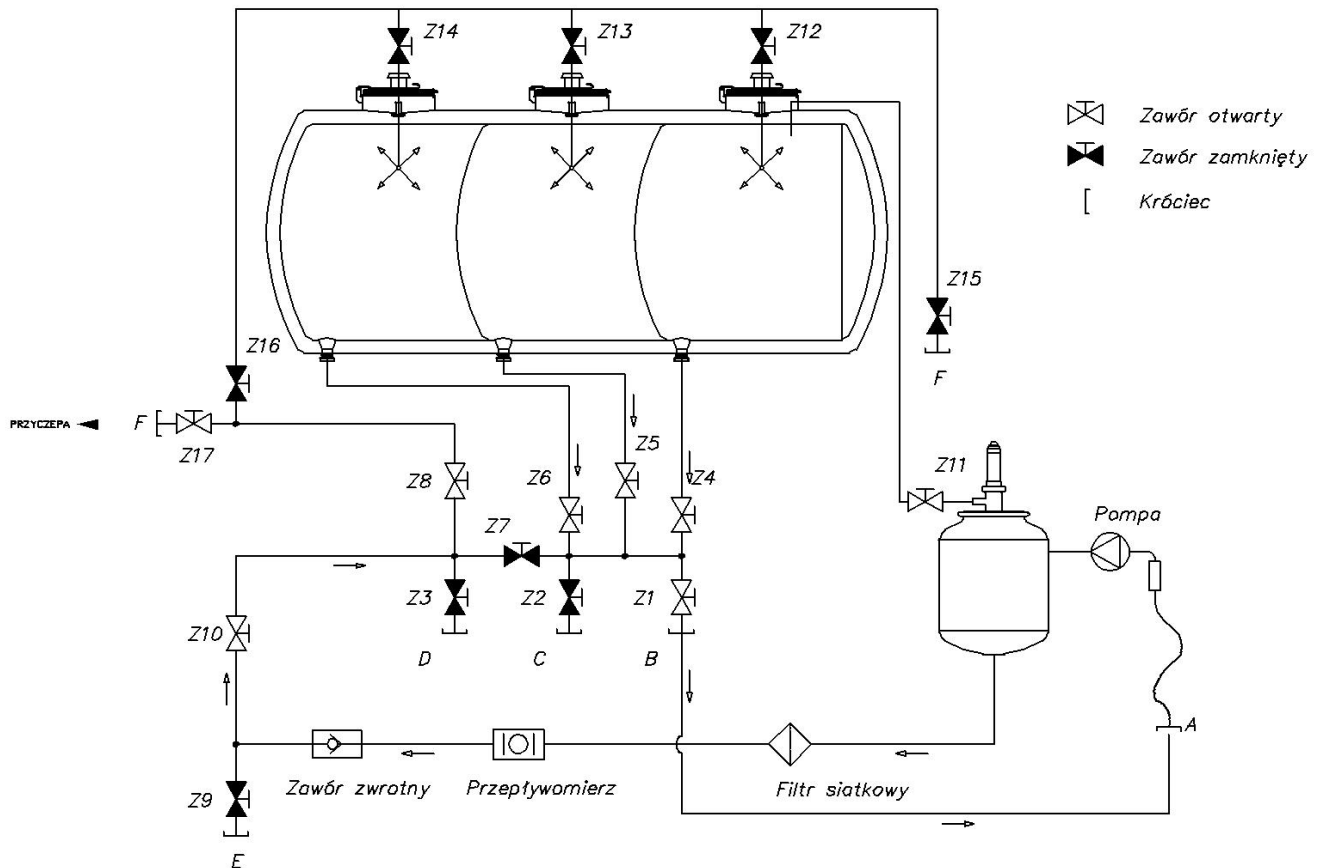 Z14
Z13
Z12
Zawór otwarty
Zawór zamknięty
Króciec
Z15
F
Z16
PRZYCZEPA
F
Z17
Z8
Z6
Z5
Z4
Z11
Pompa
Z7
Z3
Z2
Z1
Z10
D
C
B
A
Zawór zwrotny
Przepływomierz
Filtr siatkowy
Z9
E